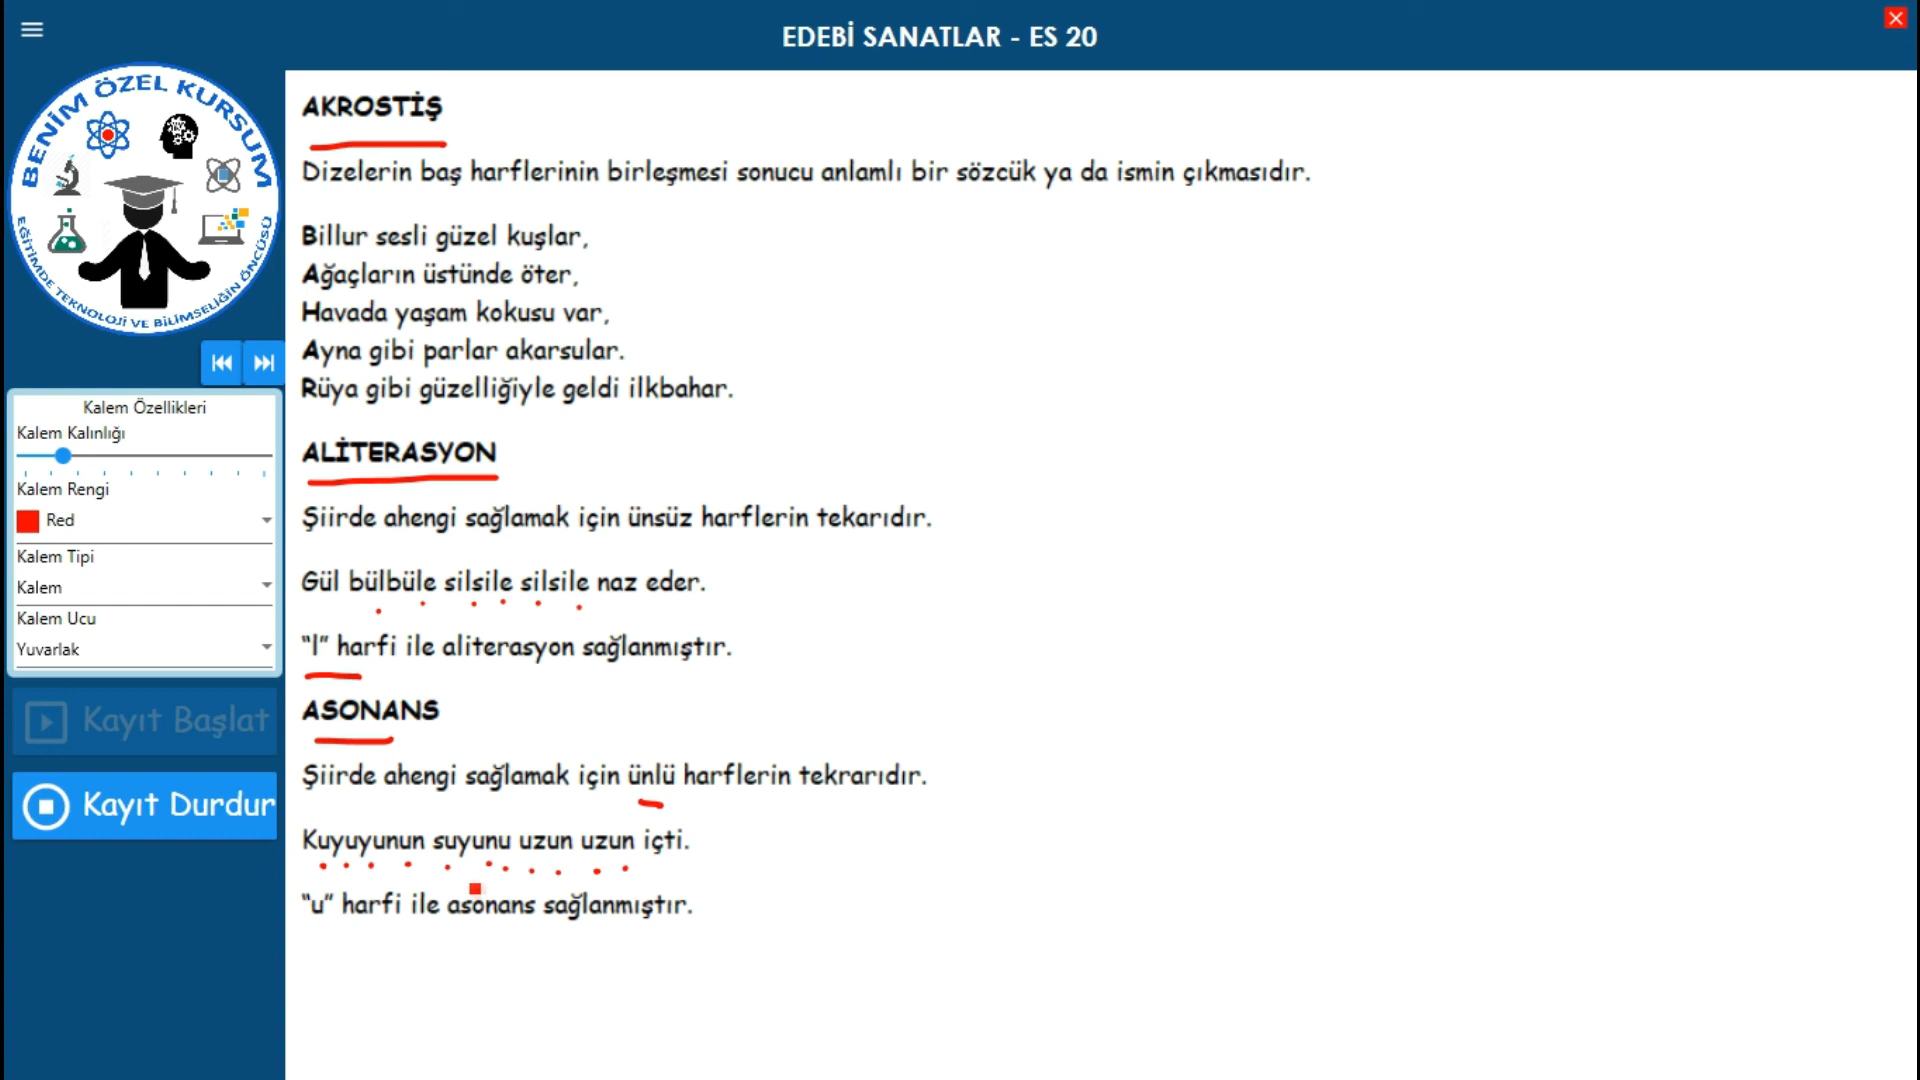 EDEBİ SANATLAR - ES 20
BENİM ÖZEL KURSUM
EĞİTİMDE TEKNOLOJİ VE BİLİMSELİĞİN ÖNCÜSÜ
Kalem Özellikleri
Kalem Kalınlığı
Kalem Rengi
Red
Kalem Tipi
Kalem
Kalem Ucu
Yuvarlak
Kayıt Başlat
Kayıt Durdur
AKROSTİŞ
Dizelerin baş harflerinin birleşmesi sonucu anlamlı bir sözcük ya da ismin çıkmasıdır.
Billur sesli güzel kuşlar,
Ağaçların üstünde öter,
Havada yaşam kokusu var,
Ayna gibi parlar akarsular.
Rüya gibi güzelliğiyle geldi ilkbahar.
ALİTERASYON
Şiirde ahengi sağlamak için ünsüz harflerin tekarıdır.
Gül bülbüle silsile silsile naz eder.
“l” harfi ile aliterasyon sağlanmıştır.
ASONANS
Şiirde ahengi sağlamak için ünlü harflerin tekrarıdır.
Kuyuyunun suyunu uzun uzun içti.
“u” harfi ile asonans sağlanmıştır.